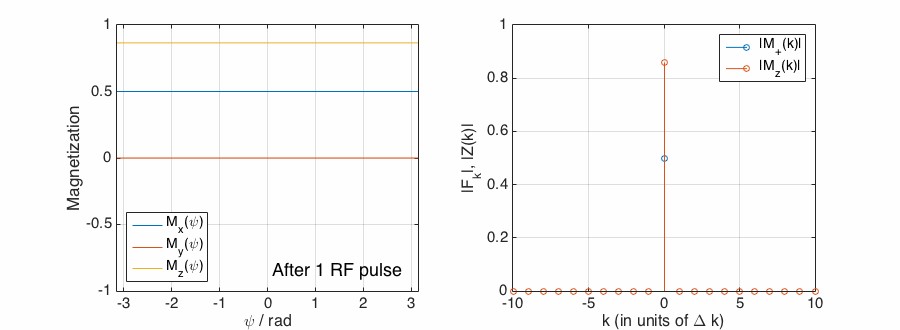 1
0.5
0
-0.5
-1
Magnetization
-3 -2 -1 0 1 2 3
ψ / rad
M_x(ψ)
M_y(ψ)
M_z(ψ)
After 1 RF pulse
1
0.8
0.6
0.4
0.2
0
|F_k|, |Z(k)|
-10 -5 0 5 10
k (in units of Δ k)
|M_+(k)|
|M_z(k)|